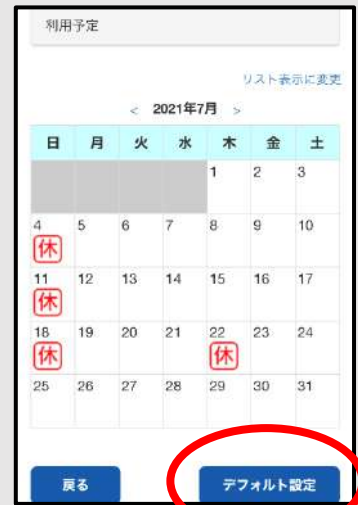 利用予定
リスト表示に変更
< 2021年7月 >
日 月 火 水 木 金 土
1 2 3
4 5 6 7 8 9 10
休
11 12 13 14 15 16 17
休
18 19 20 21 22 23 24
休 休
25 26 27 28 29 30 31
戻る デフォルト設定